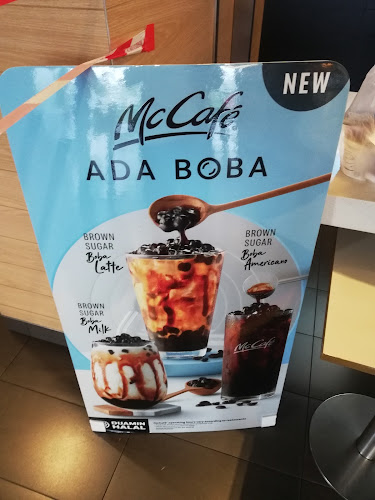 NEW
McCafé
ADA BOBA
BROWN
SUGAR
Boba
Latte
BROWN
SUGAR
Boba
Americano
BROWN
SUGAR
Boba
Milk
McCafé
DIJAMIN
HALAL